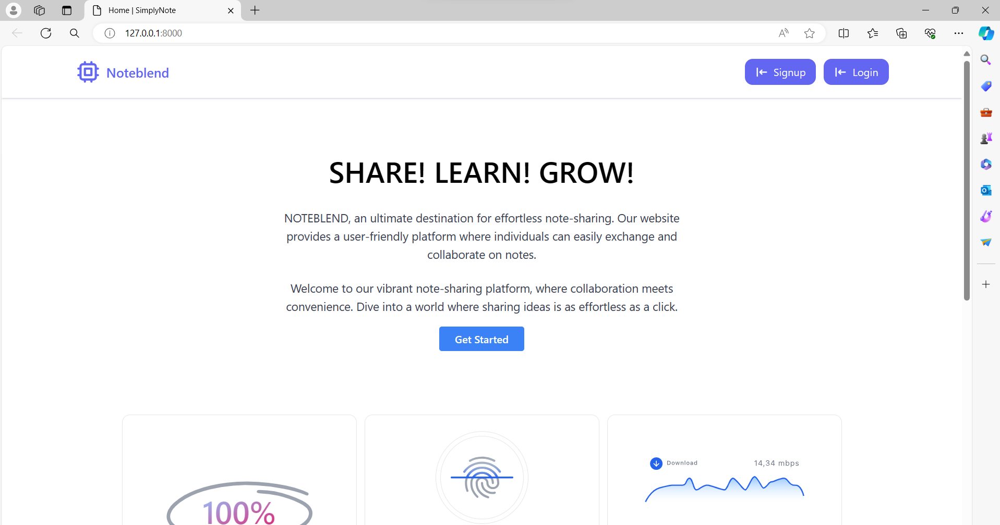 Home | SimplyNote
127.0.0.1:8000
Noteblend
Signup
Login
SHARE! LEARN! GROW!
NOTEBLEND, an ultimate destination for effortless note-sharing. Our website
provides a user-friendly platform where individuals can easily exchange and
collaborate on notes.
Welcome to our vibrant note-sharing platform, where collaboration meets
convenience. Dive into a world where sharing ideas is as effortless as a click.
Get Started
100%
Download
14,34 mbps